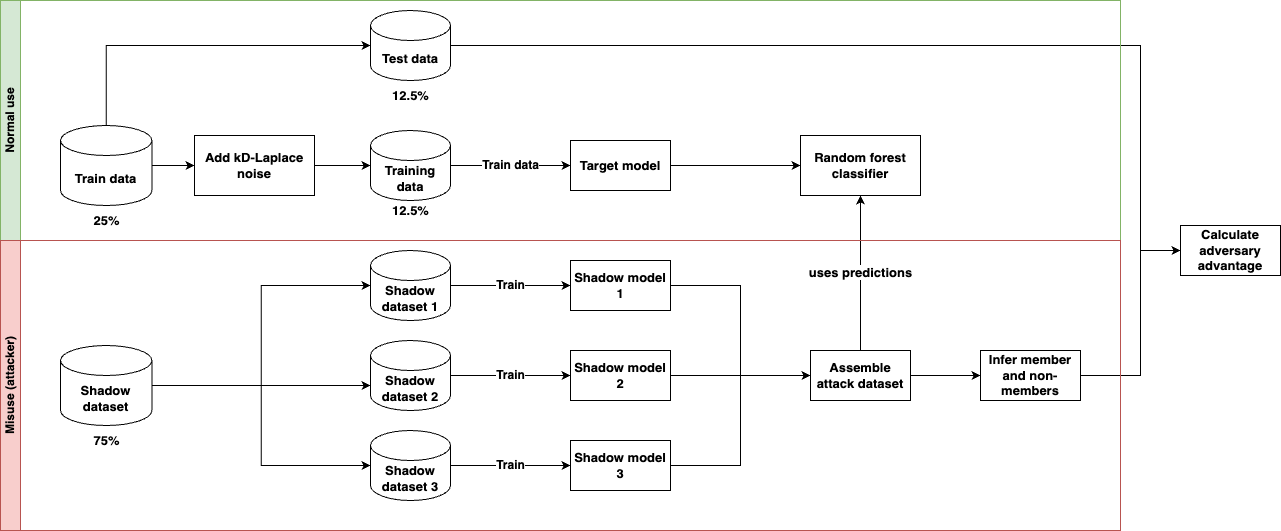 Normal use
Test data
12.5%
Train data
25%
Add kD-Laplace
noise
Training
data
12.5%
Train data
Target model
Random forest
classifier
Misuse (attacker)
Shadow
dataset
75%
Shadow
dataset 1
Train
Shadow model
1
Shadow
dataset 2
Train
Shadow model
2
Shadow
dataset 3
Train
Shadow model
3
uses predictions
Assemble
attack dataset
Infer member
and non-
members
Calculate
adversary
advantage